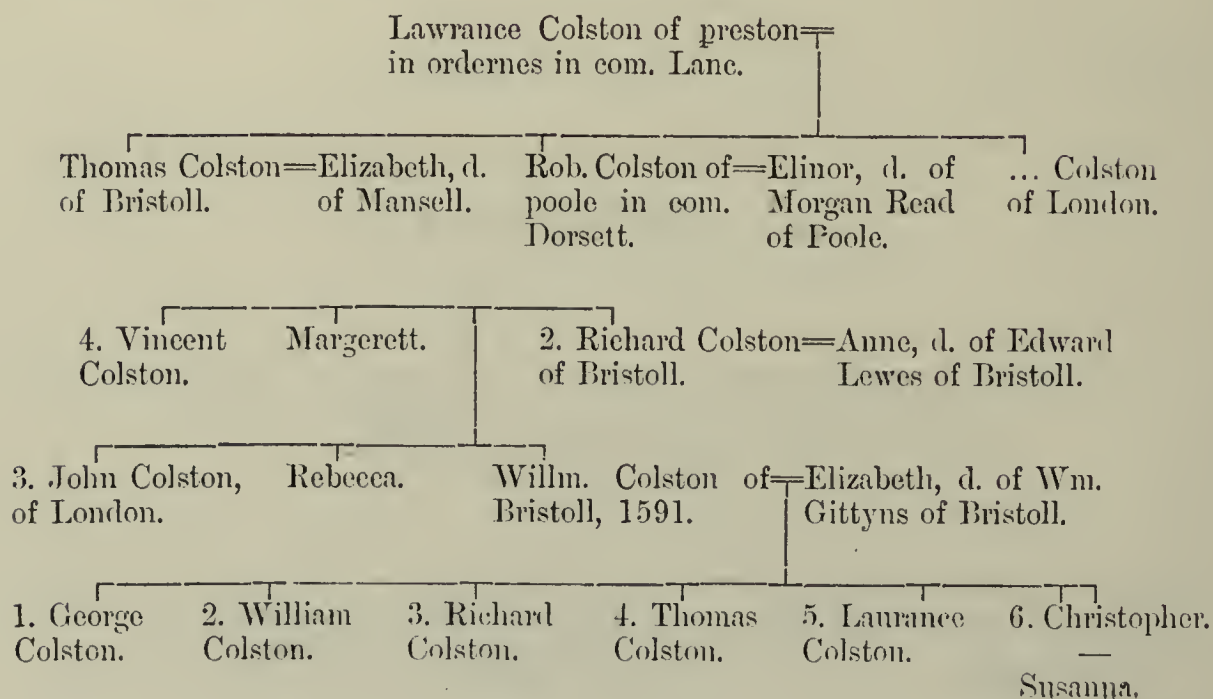 Lawrance Colston of preston
in ordernes in com. Lanc.
Thomas Colston=Elizabeth, d.
of Bristoll. of Mansell.
Rob. Colston of=Elinor, d. of
poole in com. Morgan Read
Dorsett. of Poole.
... Colston
of London.
4. Vincent
Colston.
Margerett.
2. Richard Colston=Anne, d. of Edward
of Bristoll. Lewes of Bristoll.
3. John Colston,
of London.
Rebecca.
Willm. Colston of=Elizabeth, d. of Wm.
Bristoll, 1591. Gittyns of Bristoll.
1. George
Colston.
2. William
Colston.
3. Richard
Colston.
4. Thomas
Colston.
5. Laurance
Colston.
6. Christopher.
—
Susanna.